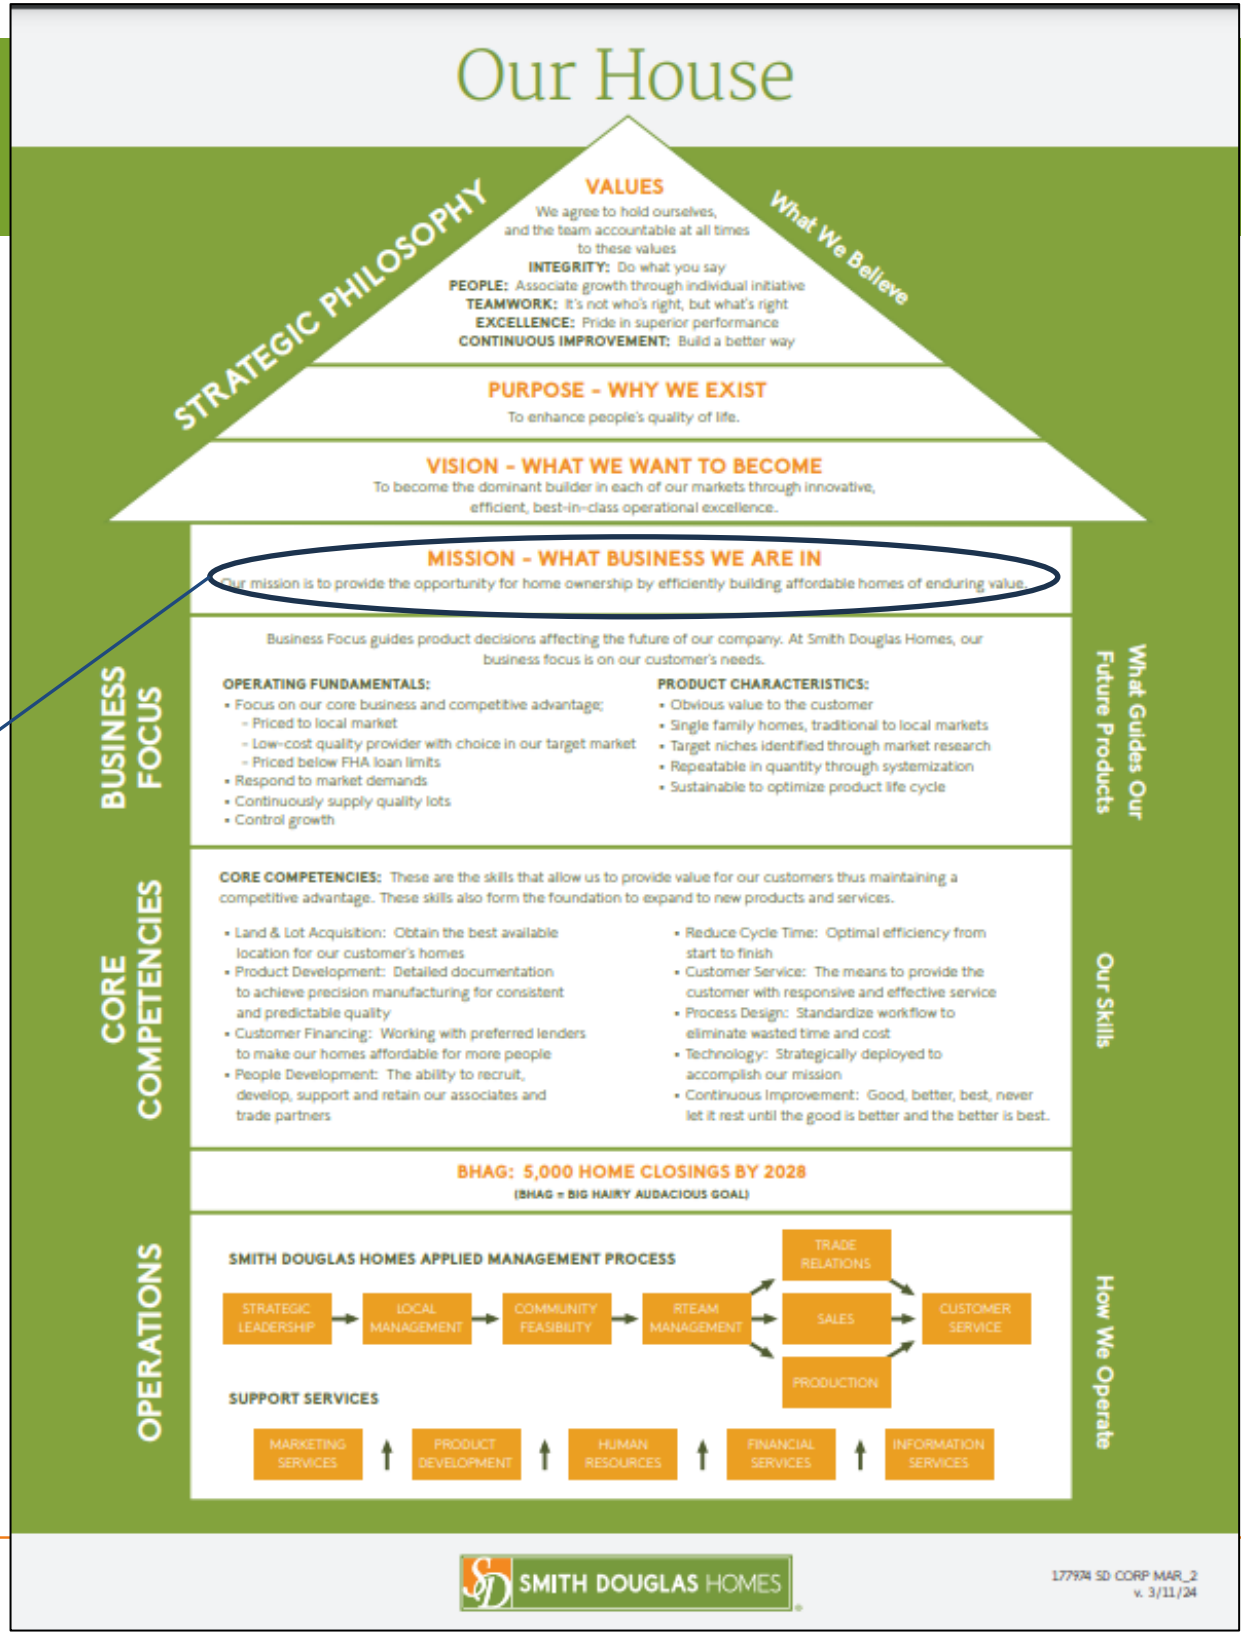 Our House
STRATEGIC PHILOSOPHY
What We Believe
VALUES
We agree to hold ourselves,
and the team accountable at all times
to these values
INTEGRITY: Do what you say
PEOPLE: Associate growth through individual initiative
TEAMWORK: It's not who's right, but what's right
EXCELLENCE: Pride in superior performance
CONTINUOUS IMPROVEMENT: Build a better way
PURPOSE - WHY WE EXIST
To enhance people's quality of life.
VISION - WHAT WE WANT TO BECOME
To become the dominant builder in each of our markets through innovative,
efficient, best-in-class operational excellence.
MISSION - WHAT BUSINESS WE ARE IN
Our mission is to provide the opportunity for home ownership by efficiently building affordable homes of enduring value.
BUSINESS
FOCUS
What Guides Our
Future Products
Business Focus guides product decisions affecting the future of our company. At Smith Douglas Homes, our
business focus is on our customer's needs.
OPERATING FUNDAMENTALS:
▪ Focus on our core business and competitive advantage;
- Priced to local market
- Low-cost quality provider with choice in our target market
- Priced below FHA loan limits
▪ Respond to market demands
▪ Continuously supply quality lots
▪ Control growth
PRODUCT CHARACTERISTICS:
▪ Obvious value to the customer
▪ Single family homes, traditional to local markets
▪ Target niches identified through market research
▪ Repeatable in quantity through systemization
▪ Sustainable to optimize product life cycle
CORE
COMPETENCIES
Our Skills
CORE COMPETENCIES: These are the skills that allow us to provide value for our customers thus maintaining a
competitive advantage. These skills also form the foundation to expand to new products and services.
▪ Land & Lot Acquisition: Obtain the best available
location for our customer's homes
▪ Product Development: Detailed documentation
to achieve precision manufacturing for consistent
and predictable quality
▪ Customer Financing: Working with preferred lenders
to make our homes affordable for more people
▪ People Development: The ability to recruit,
develop, support and retain our associates and
trade partners
▪ Reduce Cycle Time: Optimal efficiency from
start to finish
▪ Customer Service: The means to provide the
customer with responsive and effective service
▪ Process Design: Standardize workflow to
eliminate wasted time and cost
▪ Technology: Strategically deployed to
accomplish our mission
▪ Continuous Improvement: Good, better, best, never
let it rest until the good is better and the better is best.
BHAG: 5,000 HOME CLOSINGS BY 2028
(BHAG = BIG HAIRY AUDACIOUS GOAL)
OPERATIONS
How We Operate
SMITH DOUGLAS HOMES APPLIED MANAGEMENT PROCESS
STRATEGIC
LEADERSHIP
LOCAL
MANAGEMENT
COMMUNITY
FEASIBILITY
RTEAM
MANAGEMENT
TRADE
RELATIONS
SALES
PRODUCTION
CUSTOMER
SERVICE
SUPPORT SERVICES
MARKETING
SERVICES
PRODUCT
DEVELOPMENT
HUMAN
RESOURCES
FINANCIAL
SERVICES
INFORMATION
SERVICES
SD SMITH DOUGLAS HOMES
177974 SD CORP MAR_2
v. 3/11/24